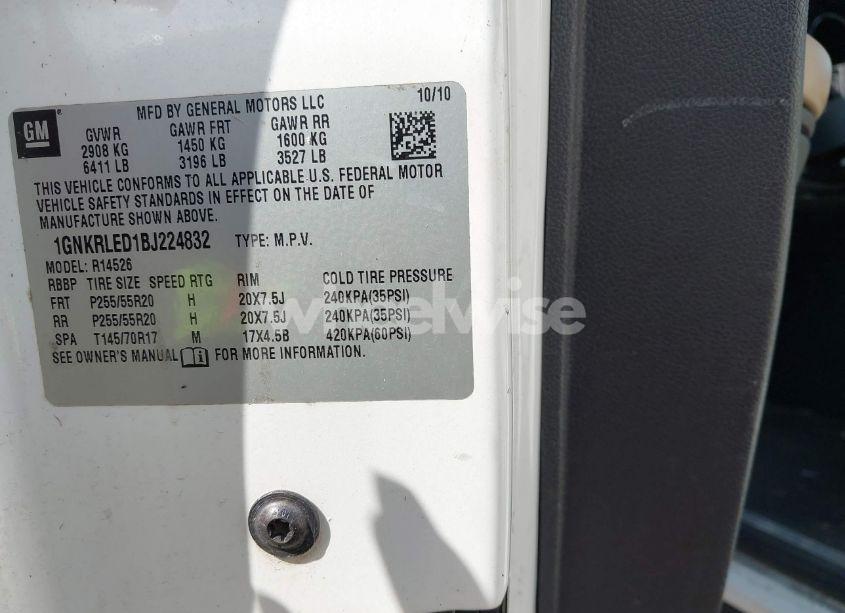 MFD BY GENERAL MOTORS LLC 10/10
GM GVWR GAWR FRT GAWR RR
2908 KG 1450 KG 1600 KG
6411 LB 3196 LB 3527 LB
THIS VEHICLE CONFORMS TO ALL APPLICABLE U.S. FEDERAL MOTOR
VEHICLE SAFETY STANDARDS IN EFFECT ON THE DATE OF
MANUFACTURE SHOWN ABOVE.
1GNKRLED1BJ224832 TYPE: M.P.V.
MODEL: R14526
RBBP TIRE SIZE SPEED RTG RIM COLD TIRE PRESSURE
FRT P255/55R20 H 20X7.5J 240KPA(35PSI)
RR P255/55R20 H 20X7.5J 240KPA(35PSI)
SPA T145/70R17 M 17X4.5B 420KPA(60PSI)
SEE OWNER'S MANUAL FOR MORE INFORMATION.
wheelwise